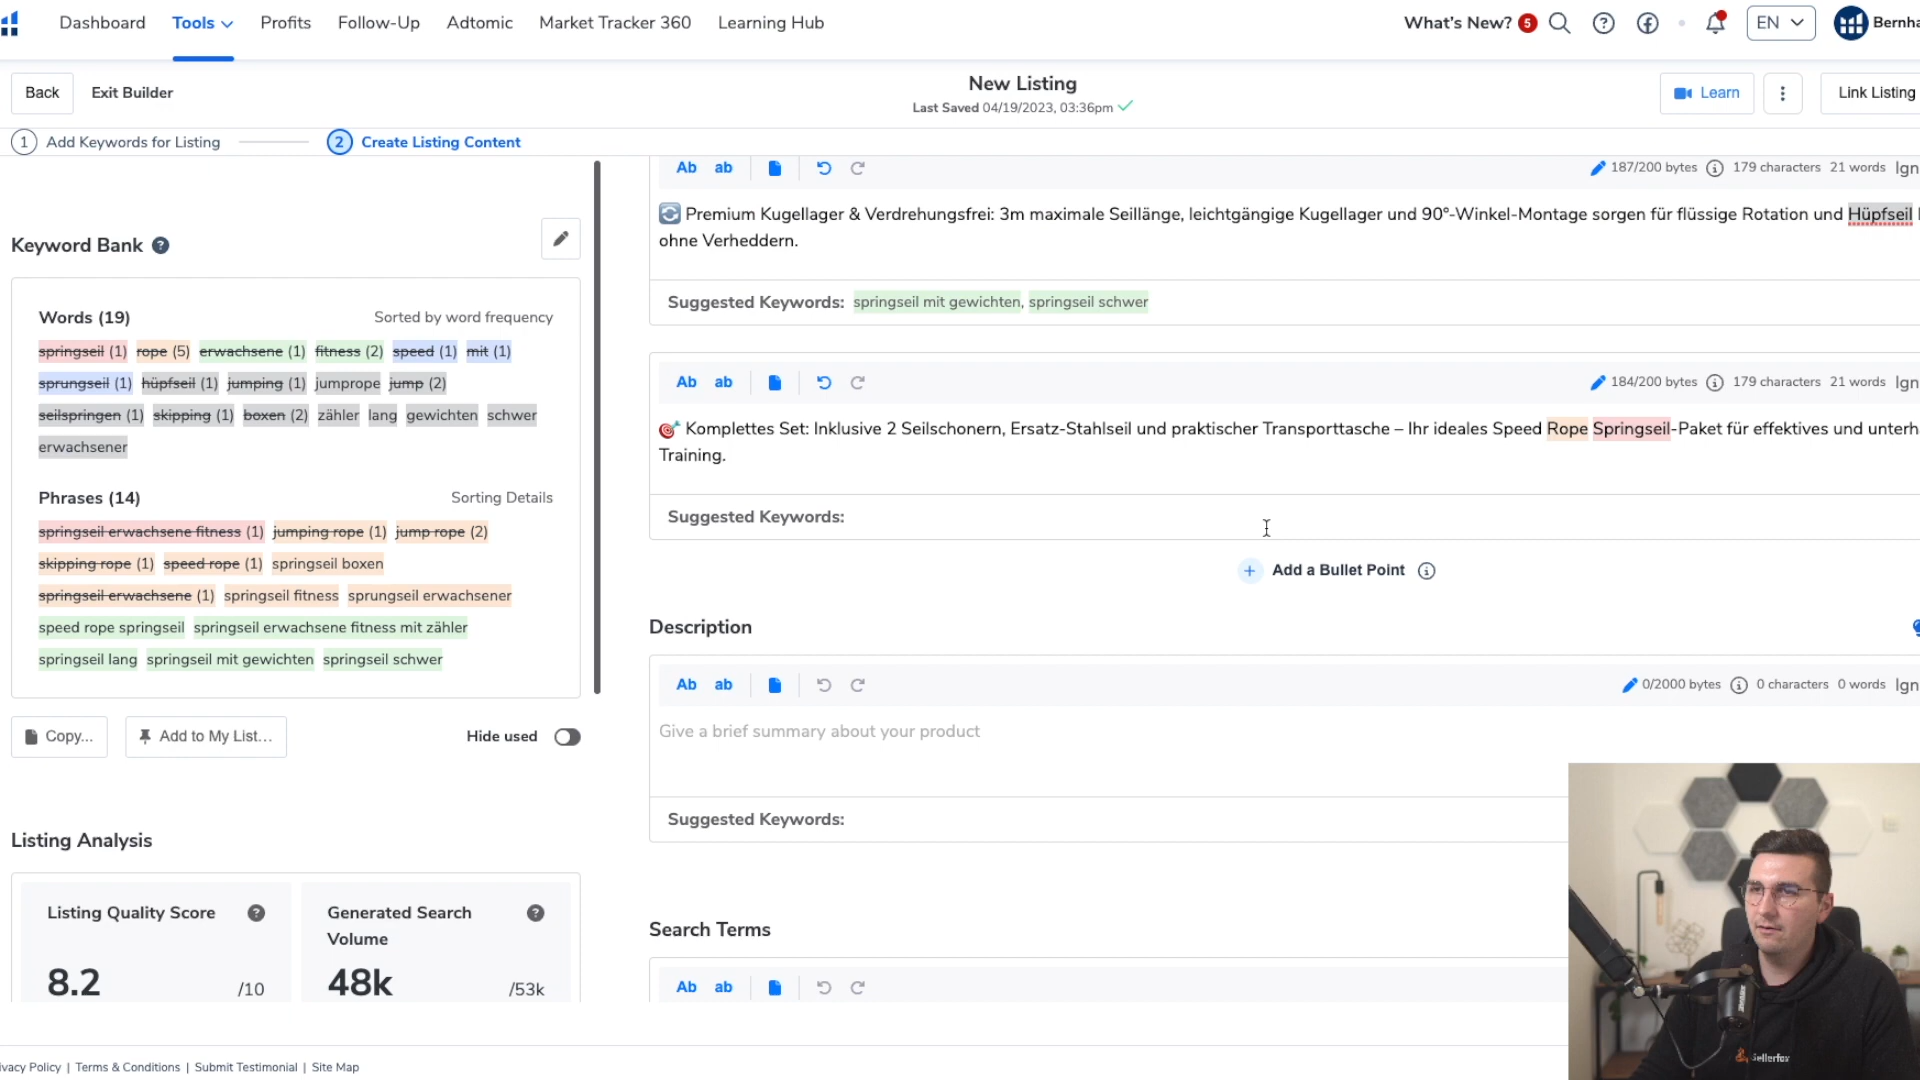 Dashboard Tools Profits Follow-Up Adtomic Market Tracker 360 Learning Hub What's New? 5 EN
Back Exit Builder New Listing Learn Link Listing
Last Saved 04/19/2023, 03:36pm
1 Add Keywords for Listing 2 Create Listing Content
Keyword Bank
Words (19) Sorted by word frequency
springseil (1) rope (5) erwachsene (1) fitness (2) speed (1) mit (1)
sprungseil (1) hüpfseil (1) jumping (1) jumprope jump (2)
seilspringen (1) skipping (1) boxen (2) zähler lang gewichten schwer
erwachsener
Phrases (14) Sorting Details
springseil erwachsene fitness (1) jumping rope (1) jump rope (2)
skipping rope (1) speed rope (1) springseil boxen
springseil erwachsene (1) springseil fitness sprungseil erwachsener
speed rope springseil springseil erwachsene fitness mit zähler
springseil lang springseil mit gewichten springseil schwer
Copy... Add to My List... Hide used
Listing Analysis
Listing Quality Score
8.2 /10
Generated Search
Volume
48k /53k
Ab ab 187/200 bytes 179 characters 21 words Ign
Premium Kugellager & Verdrehungsfrei: 3m maximale Seillänge, leichtgängige Kugellager und 90°-Winkel-Montage sorgen für flüssige Rotation und Hüpfseil
ohne Verheddern.
Suggested Keywords: springseil mit gewichten, springseil schwer
Ab ab 184/200 bytes 179 characters 21 words Ign
Komplettes Set: Inklusive 2 Seilschonern, Ersatz-Stahlseil und praktischer Transporttasche – Ihr ideales Speed Rope Springseil-Paket für effektives und unterh
Training.
Suggested Keywords:
+ Add a Bullet Point
Description
Ab ab 0/2000 bytes 0 characters 0 words Ign
Give a brief summary about your product
Suggested Keywords:
Search Terms
Ab ab
Sellerfox
ivacy Policy | Terms & Conditions | Submit Testimonial | Site Map